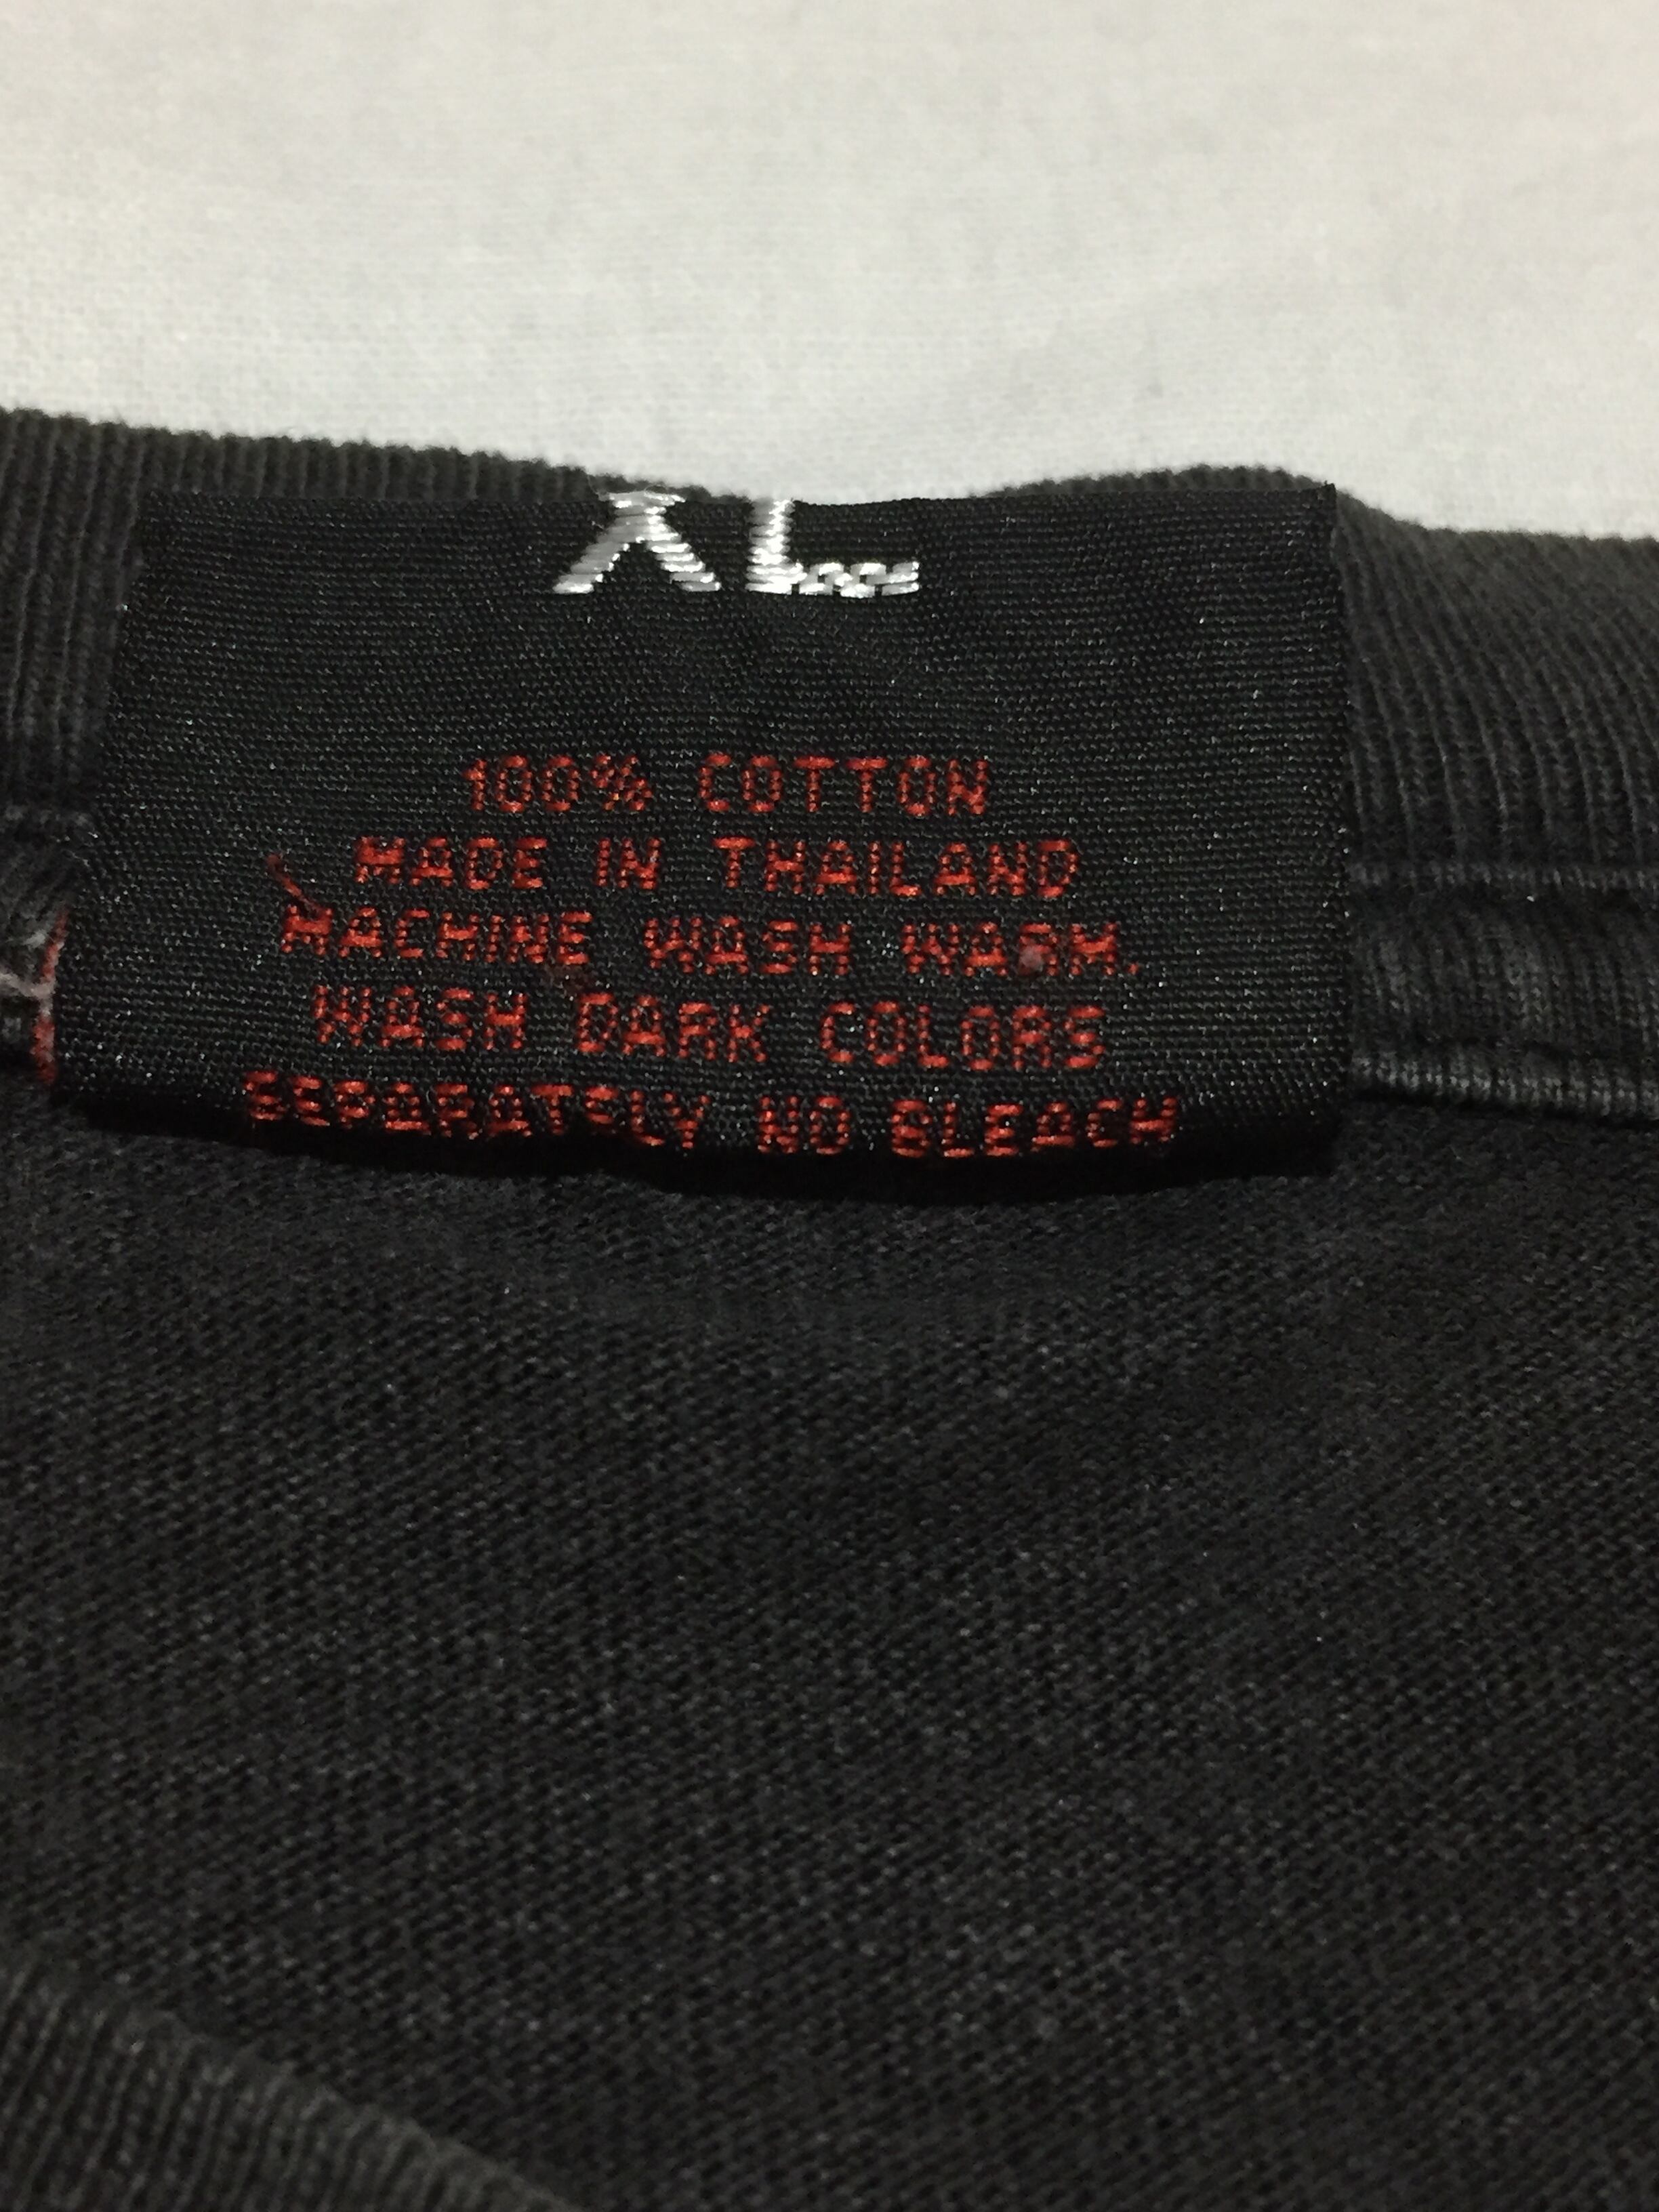 XL
100% COTTON
MADE IN THAILAND
MACHINE WASH WARM.
WASH DARK COLORS
SEPARATELY NO BLEACH